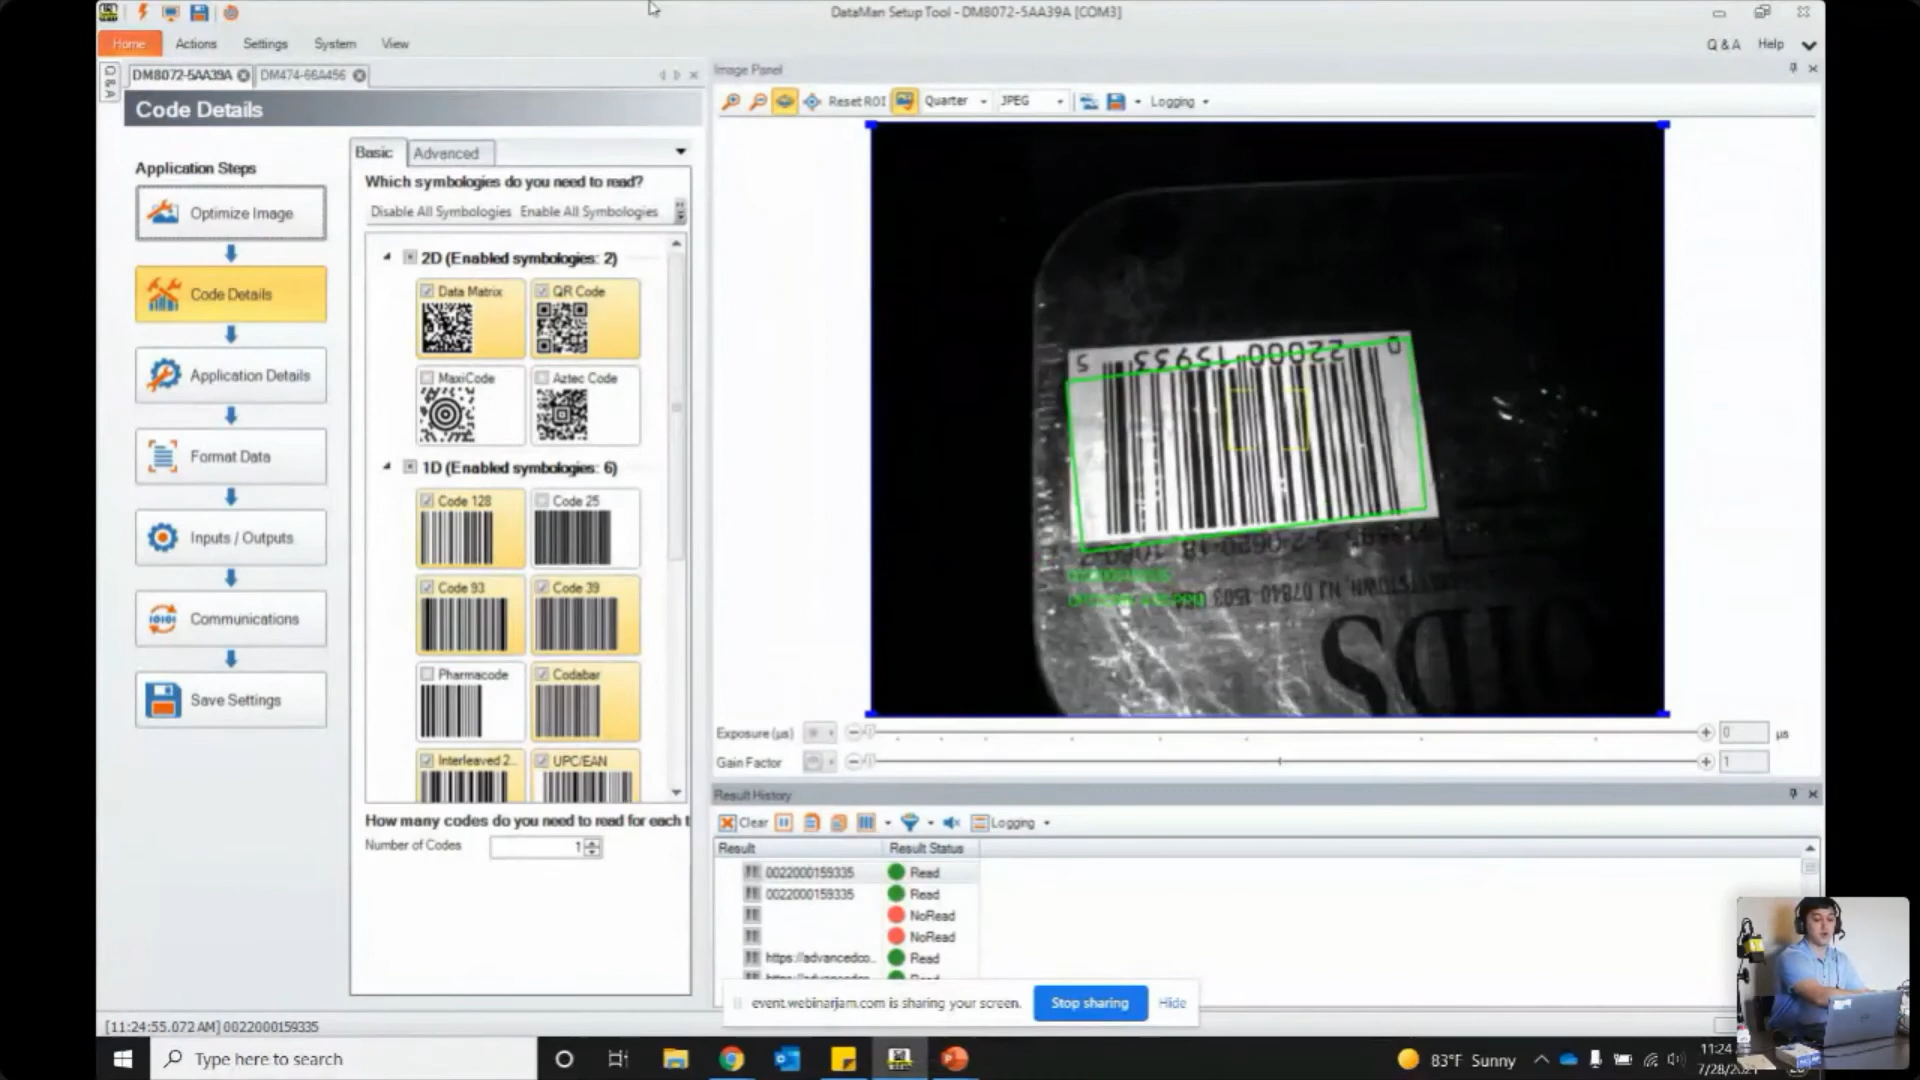 DataMan Setup Tool - DM8072-5AA39A [COM3]
Home Actions Settings System View
Q & A Help
Q & A
DM8072-5AA39A DM474-66A456
Code Details
Application Steps
Optimize Image
Code Details
Application Details
Format Data
Inputs / Outputs
Communications
Save Settings
Basic Advanced
Which symbologies do you need to read?
Disable All Symbologies Enable All Symbologies
2D (Enabled symbologies: 2)
Data Matrix QR Code
MaxiCode Aztec Code
1D (Enabled symbologies: 6)
Code 128 Code 25
Code 93 Code 39
Pharmacode Codabar
Interleaved 2... UPC/EAN
How many codes do you need to read for each t
Number of Codes 1
Image Panel
Reset ROI Quarter JPEG Logging
0 22000-15933 5
Exposure (µs) 0 µs
Gain Factor 1
Result History
Clear Logging
Result Result Status
0022000159335 Read
0022000159335 Read
NoRead
NoRead
https://advancedco... Read
event.webinarjam.com is sharing your screen. Stop sharing Hide
[11:24:55.072 AM] 0022000159335
Type here to search
83°F Sunny
11:24